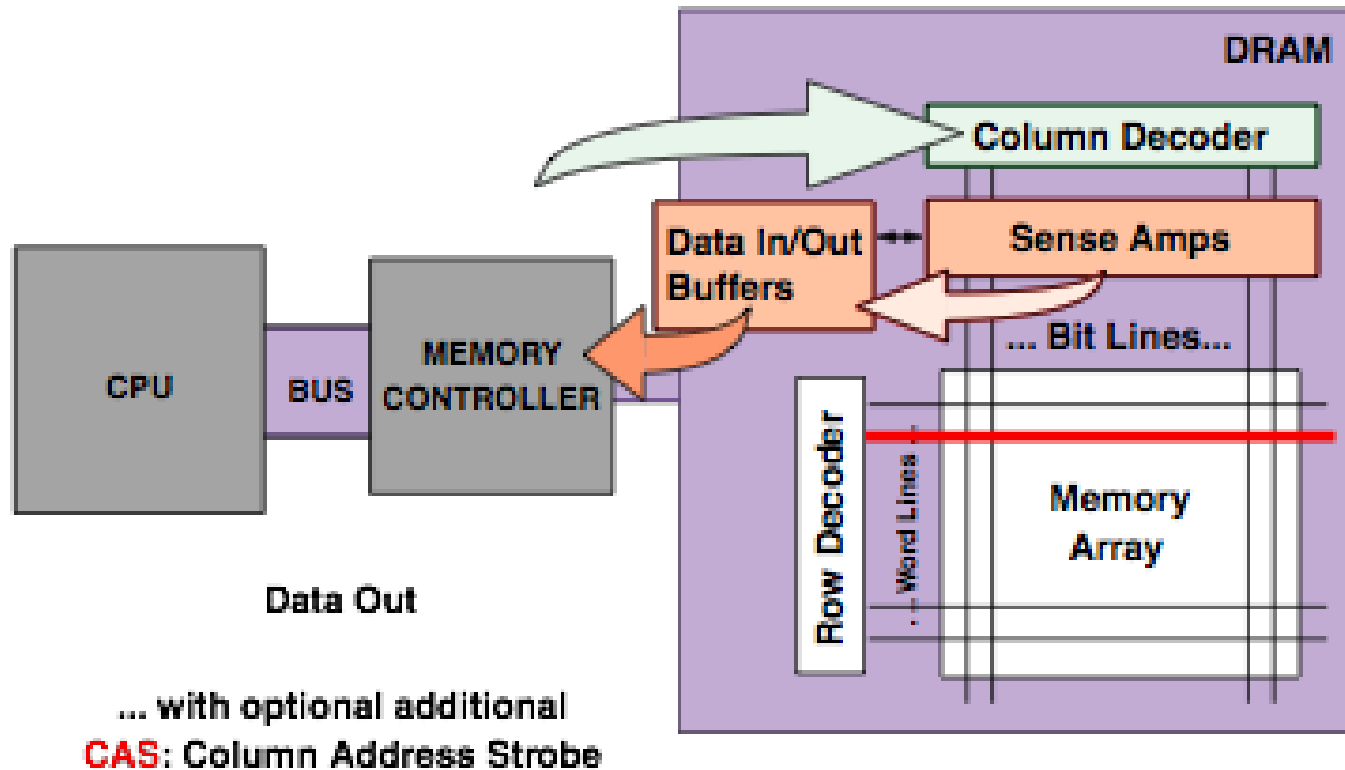 DRAM
Column Decoder
Data In/Out
Buffers
Sense Amps
... Bit Lines...
CPU
BUS
MEMORY
CONTROLLER
Row Decoder
... Word Lines ...
Memory
Array
Data Out
... with optional additional
CAS: Column Address Strobe